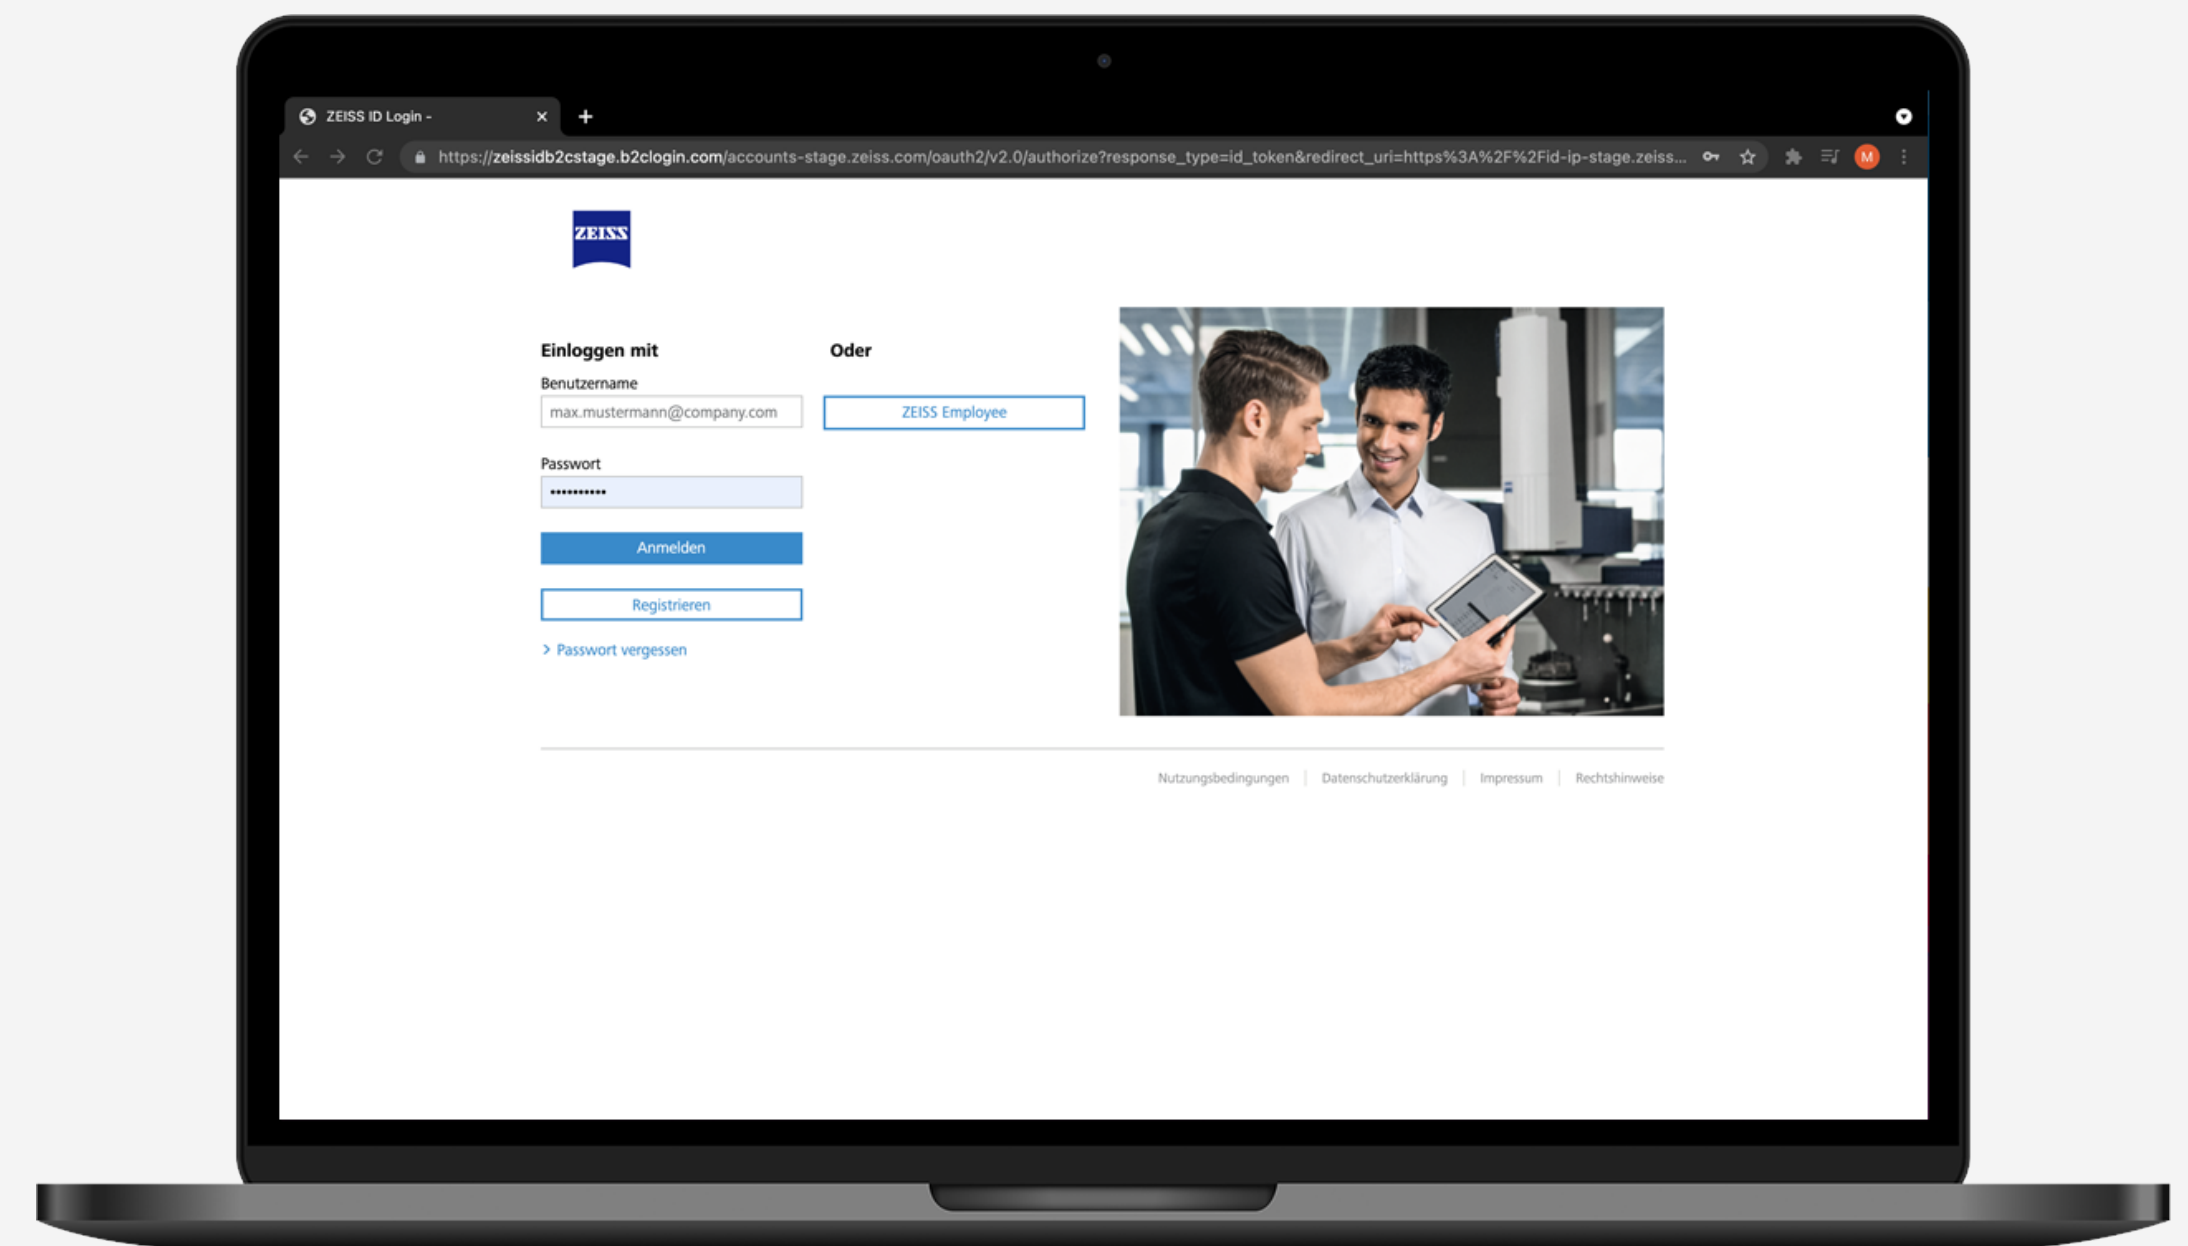 ZEISS ID Login -
https://zeissidb2cstage.b2clogin.com/accounts-stage.zeiss.com/oauth2/v2.0/authorize?response_type=id_token&redirect_uri=https%3A%2F%2Fid-ip-stage.zeiss...
M
ZEISS
Einloggen mit
Oder
Benutzername
max.mustermann@company.com
ZEISS Employee
Passwort
Anmelden
Registrieren
> Passwort vergessen
Nutzungsbedingungen | Datenschutzerklärung | Impressum | Rechtshinweise